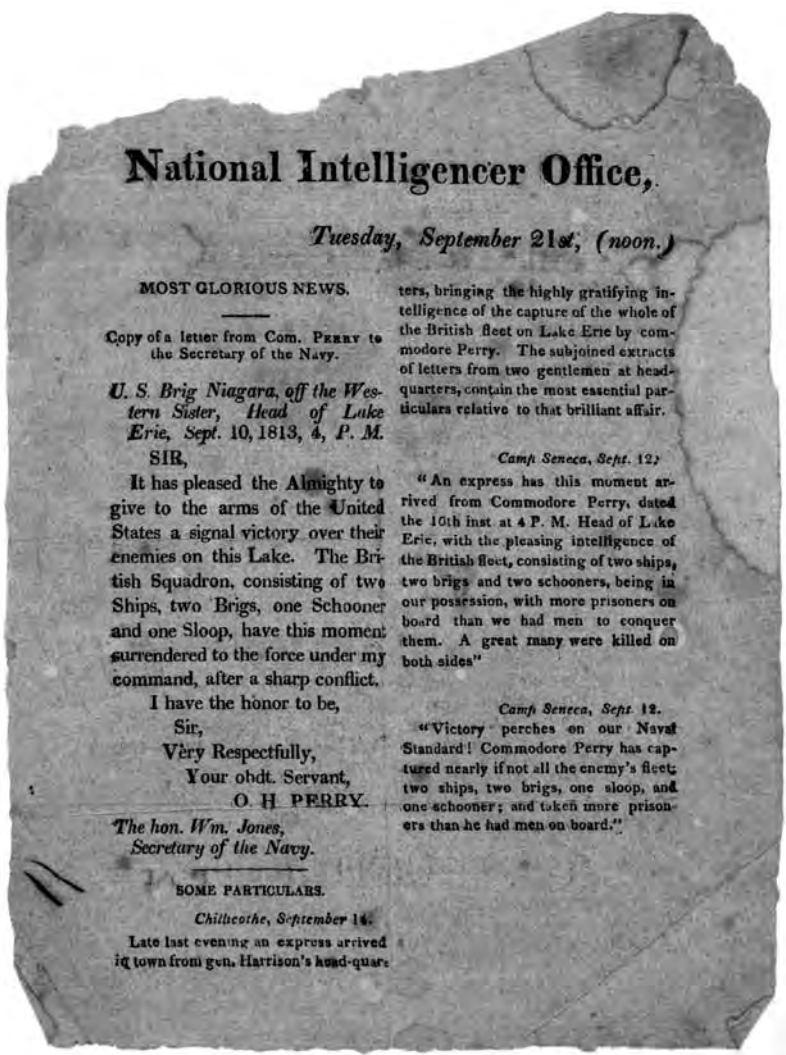 National Intelligencer Office,
Tuesday, September 21st, (noon.)
MOST GLORIOUS NEWS.
Copy of a letter from Com. PERRY to
the Secretary of the Navy.
U. S. Brig Niagara, off the Wes-
tern Sister, Head of Lake
Erie, Sept. 10, 1813, 4, P. M.
SIR,
It has pleased the Almighty to
give to the arms of the United
States a signal victory over their
enemies on this Lake. The Bri-
tish Squadron, consisting of two
Ships, two Brigs, one Schooner
and one Sloop, have this moment
surrendered to the force under my
command, after a sharp conflict.
I have the honor to be,
Sir,
Very Respectfully,
Your obdt. Servant,
O. H PERRY.
The hon. Wm. Jones,
Secretary of the Navy.
SOME PARTICULARS.
Chillicothe, September 14.
Late last evening an express arrived
in town from gen. Harrison's head-quar-
ters, bringing the highly gratifying in-
telligence of the capture of the whole of
the British fleet on Lake Erie by com-
modore Perry. The subjoined extracts
of letters from two gentlemen at head-
quarters, contain the most essential par-
ticulars relative to that brilliant affair.
Camp Seneca, Sept. 12,
"An express has this moment ar-
rived from Commodore Perry, dated
the 10th inst at 4 P. M. Head of Lake
Erie, with the pleasing intelligence of
the British fleet, consisting of two ships,
two brigs and two schooners, being in
our possession, with more prisoners on
board than we had men to conquer
them. A great many were killed on
both sides"
Camp Seneca, Sept 12.
"Victory perches on our Naval
Standard! Commodore Perry has cap-
tured nearly if not all the enemy's fleet;
two ships, two brigs, one sloop, and
one schooner; and taken more prison-
ers than he had men on board."